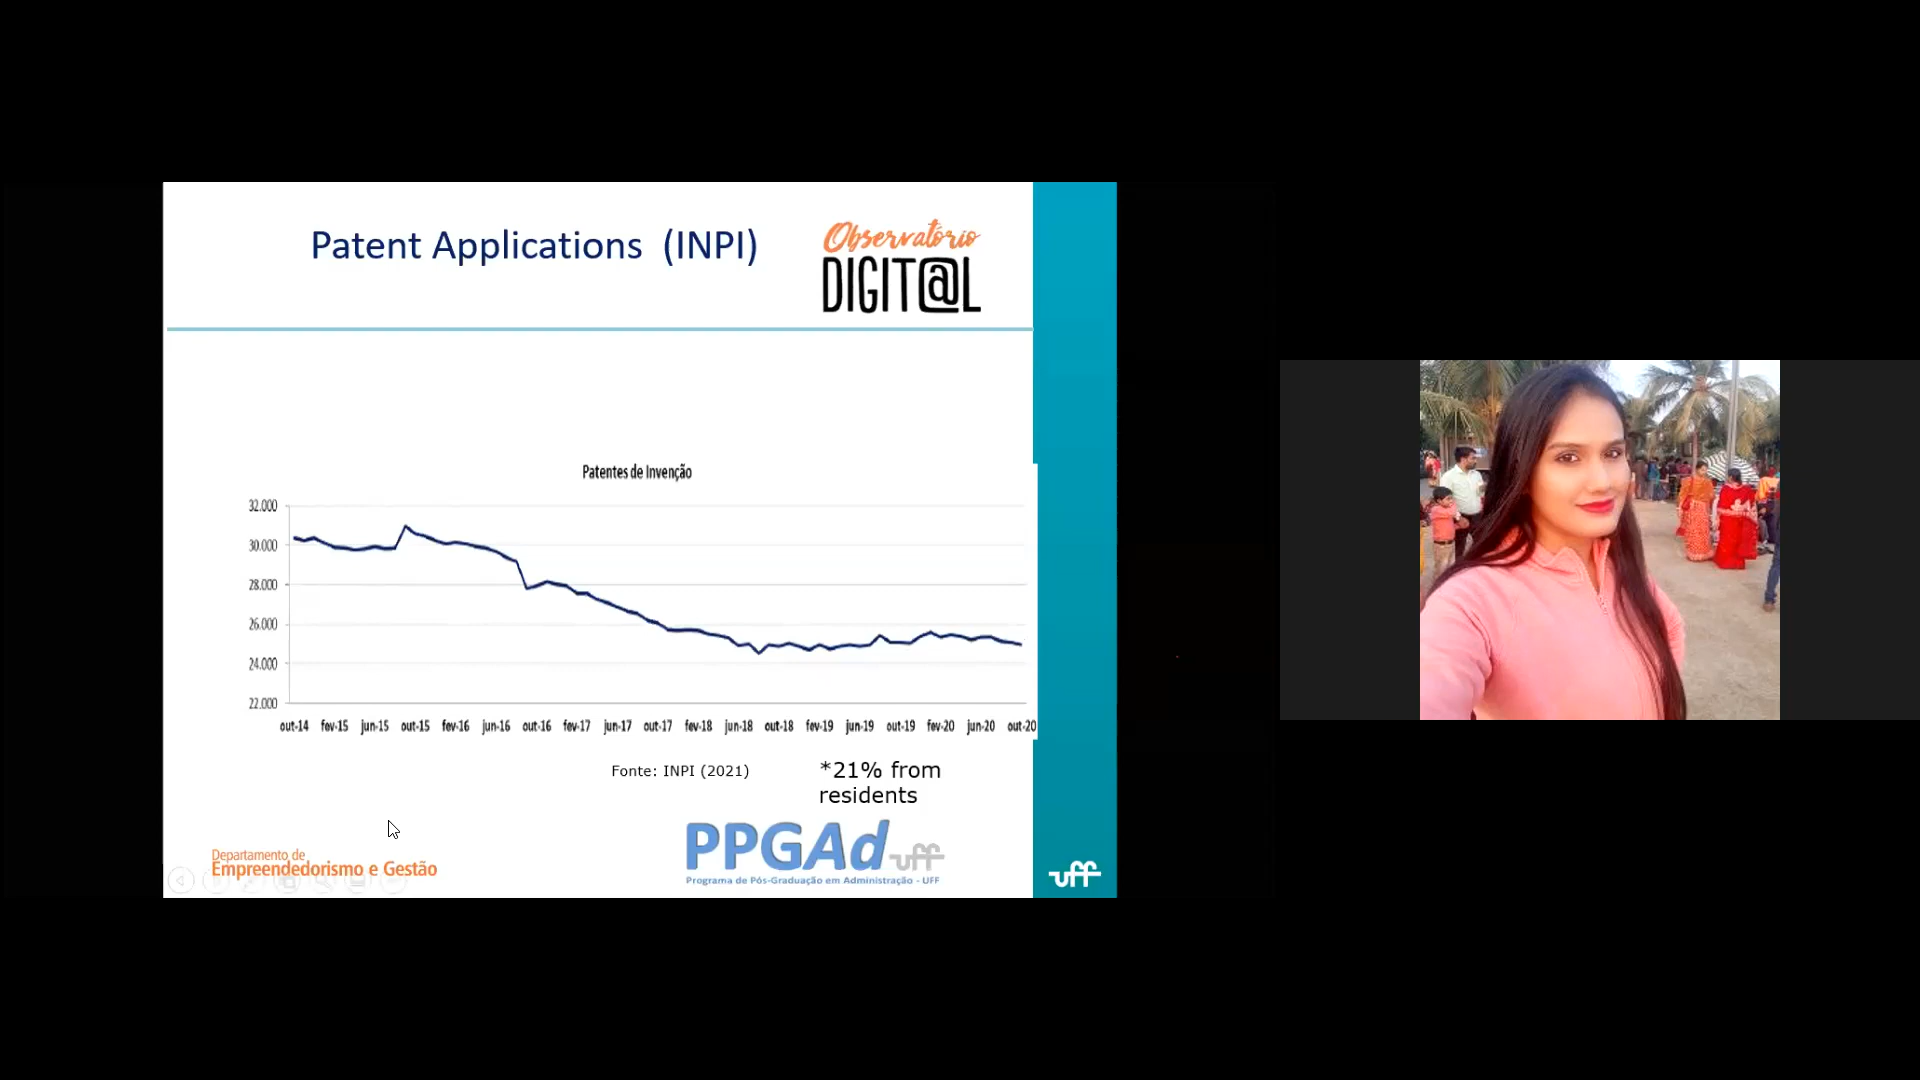 Patent Applications (INPI)
Observatório
DIGIT@L
Patentes de Invenção
32.000
30.000
28.000
26.000
24.000
22.000
out-14 fev-15 jun-15 out-15 fev-16 jun-16 out-16 fev-17 jun-17 out-17 fev-18 jun-18 out-18 fev-19 jun-19 out-19 fev-20 jun-20 out-20
Fonte: INPI (2021)
*21% from
residents
Departamento de
Empreendedorismo e Gestão
PPGAd uff
Programa de Pós-Graduação em Administração - UFF
uff